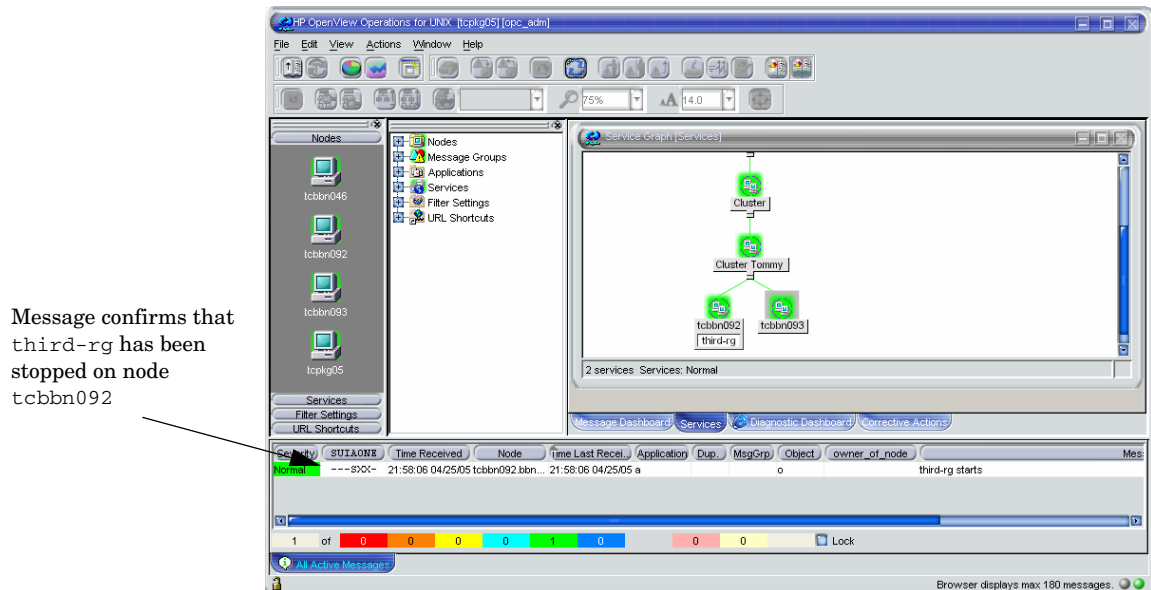 HP OpenView Operations for UNIX [tcpkg05] [opc_adm]
File Edit View Actions Window Help
75% AA 14.0
Nodes
tcbbn046
tcbbn092
tcbbn093
tcpkg05
Services
Filter Settings
URL Shortcuts
Nodes
Message Groups
Applications
Services
Filter Settings
URL Shortcuts
Service Graph [Services]
Cluster
Cluster Tommy
tcbbn092 tcbbn093
third-rg
2 services Services: Normal
Message Dashboard Services Diagnostic Dashboard Corrective Actions
Message confirms that
third-rg has been
stopped on node
tcbbn092
Severity SUIAONE Time Received Node Time Last Recei... Application Dup. MsgGrp Object owner_of_node Mes
Normal ---SXX- 21:58:06 04/25/05 tcbbn092.bbn... 21:58:06 04/25/05 a o third-rg starts
1 of 0 0 0 0 1 0 0 0 Lock
All Active Messages
Browser displays max 180 messages.